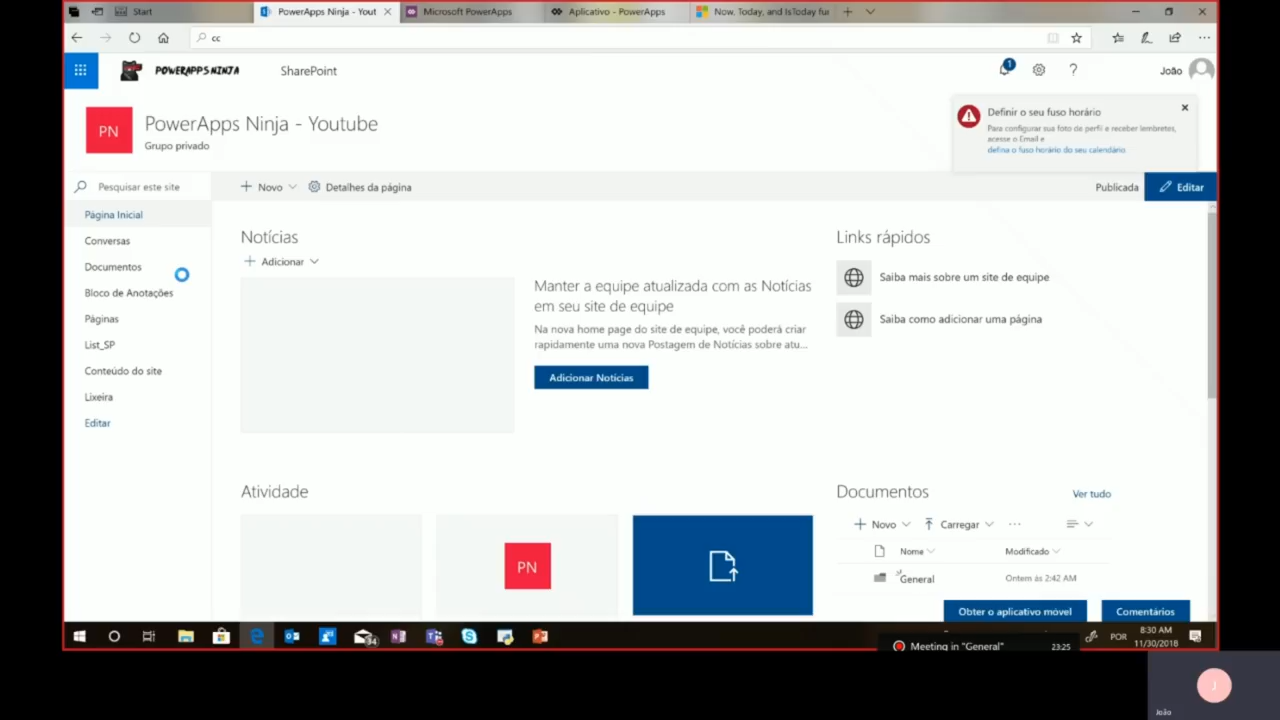 Start
PowerApps Ninja - Yout
Microsoft PowerApps
Aplicativo - PowerApps
Now, Today, and IsToday fur
cc
POWERAPPS NINJA
SharePoint
1
João
PN
PowerApps Ninja - Youtube
Grupo privado
Definir o seu fuso horário
Para configurar sua foto de perfil e receber lembretes,
acesse o Email e
defina o fuso horário do seu calendário
Pesquisar este site
Novo
Detalhes da página
Publicada
Editar
Página Inicial
Conversas
Documentos
Bloco de Anotações
Páginas
List_SP
Conteúdo do site
Lixeira
Editar
Notícias
Adicionar
Manter a equipe atualizada com as Notícias
em seu site de equipe
Na nova home page do site de equipe, você poderá criar
rapidamente uma nova Postagem de Notícias sobre atu...
Adicionar Notícias
Links rápidos
Saiba mais sobre um site de equipe
Saiba como adicionar uma página
Atividade
PN
Documentos
Ver tudo
Novo
Carregar
Nome
Modificado
General
Ontem às 2:42 AM
Obter o aplicativo móvel
Comentários
34
POR
8:30 AM
11/30/2018
Meeting in "General"
23:25
J
João